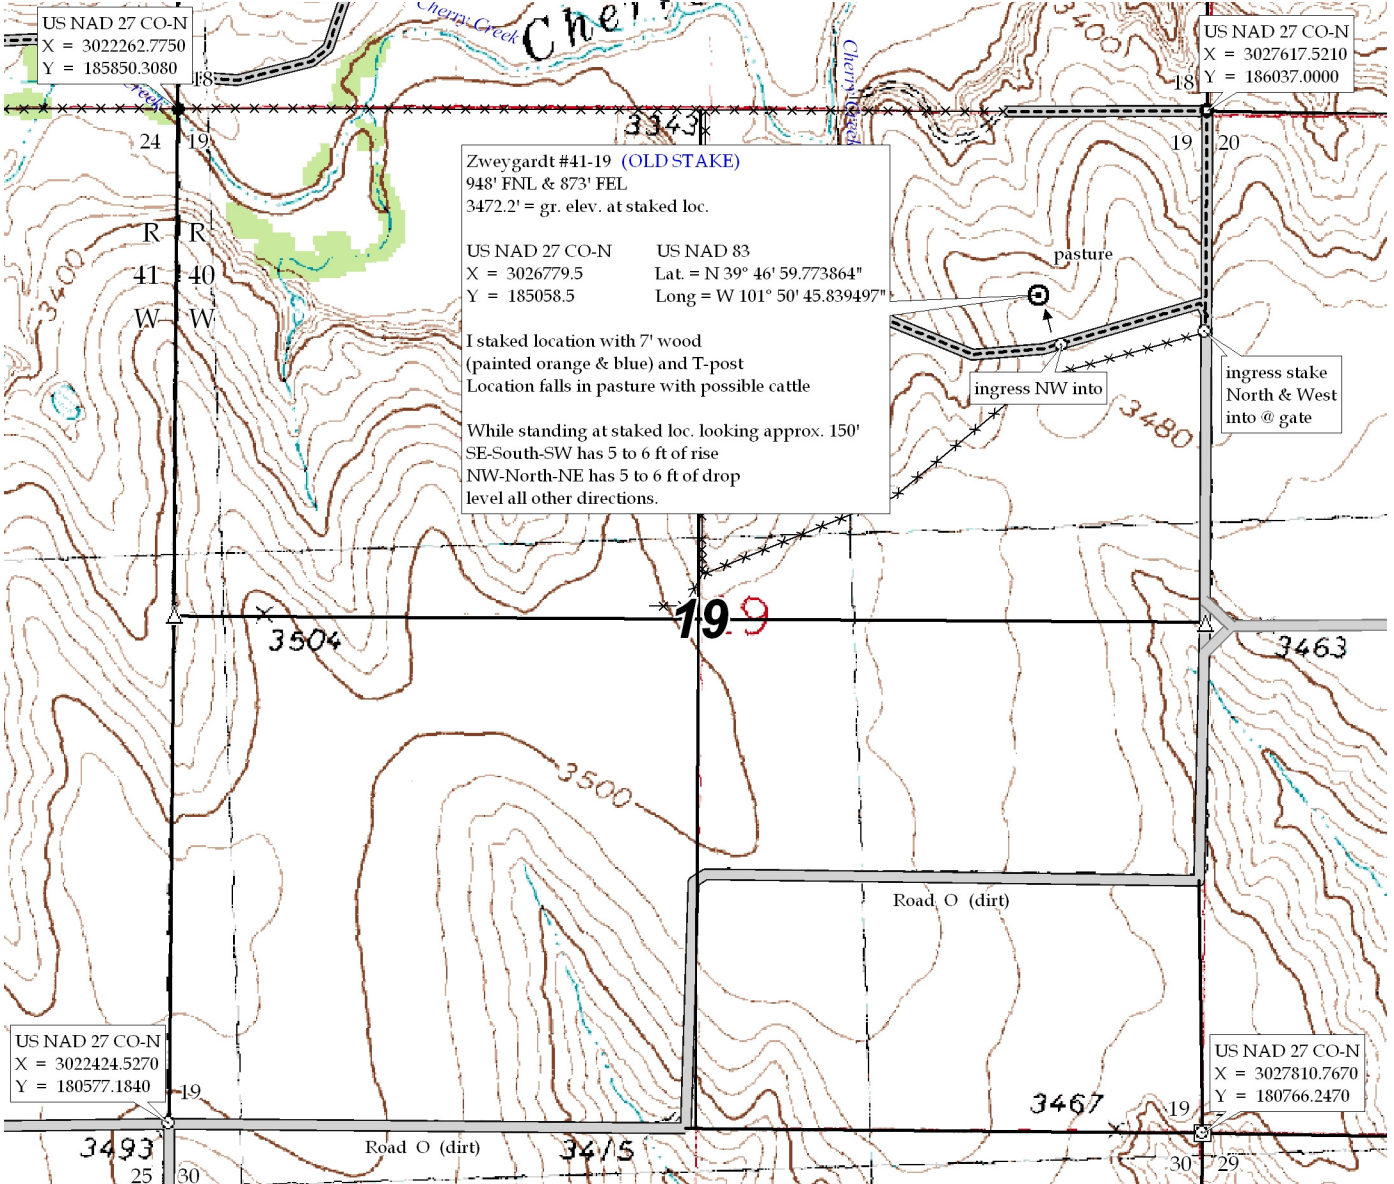 US NAD 27 CO-N
X = 3022262.7750
Y = 185850.3080
Cherry Creek
Cher
3400
US NAD 27 CO-N
X = 3027617.5210
Y = 186037.0000
18
18
Creek
Cherry Creek
3343
24
19
19
20
Zweygardt #41-19 (OLD STAKE)
948' FNL & 873' FEL
3472.2' = gr. elev. at staked loc.
US NAD 27 CO-N US NAD 83
X = 3026779.5 Lat. = N 39° 46' 59.773864"
Y = 185058.5 Long = W 101° 50' 45.839497"
I staked location with 7' wood
(painted orange & blue) and T-post
Location falls in pasture with possible cattle
While standing at staked loc. looking approx. 150'
SE-South-SW has 5 to 6 ft of rise
NW-North-NE has 5 to 6 ft of drop
level all other directions.
R R
41 40
W W
3400
pasture
ingress NW into
ingress stake
North & West
into @ gate
3480
19
9
3504
3463
3500
Road O (dirt)
US NAD 27 CO-N
X = 3022424.5270
Y = 180577.1840
19
US NAD 27 CO-N
X = 3027810.7670
Y = 180766.2470
3467
19
3493
Road O (dirt)
25
30
30
29